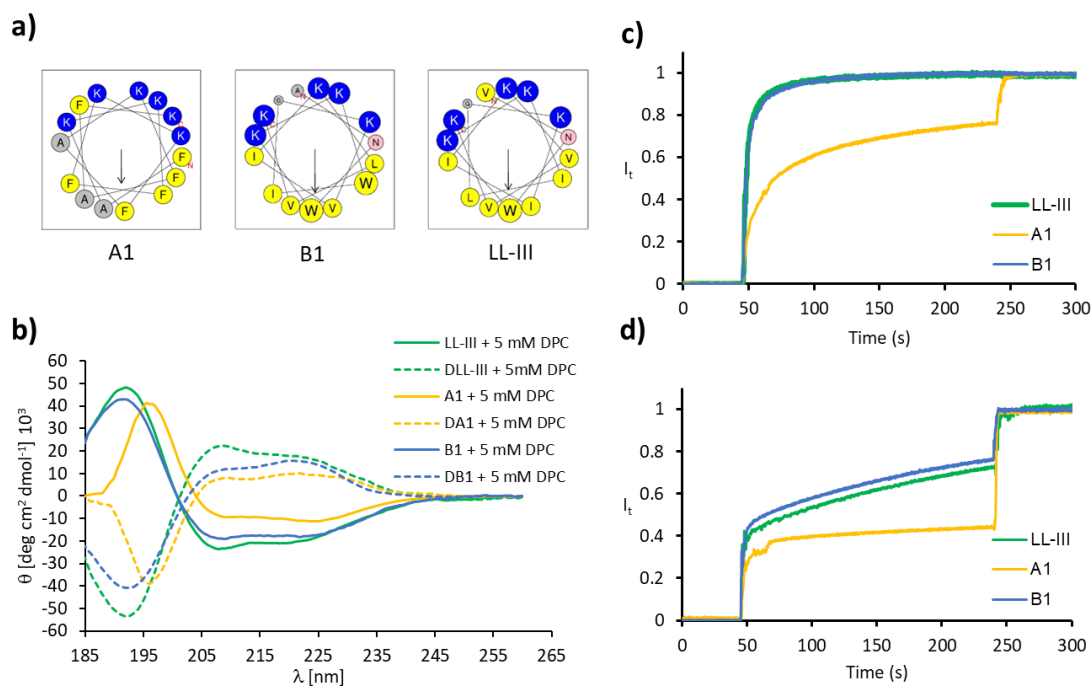 a)
K K K K K K F F F F F F A A A
A1
K K K K K A G N I I L W V W V
B1
K K K K K V G N I L V W I I V
LL-III
b)
θ [deg cm² dmol⁻¹] 10³
60
50
40
30
20
10
0
-10
-20
-30
-40
-50
-60
LL-III + 5 mM DPC
DLL-III + 5mM DPC
A1 + 5 mM DPC
DA1 + 5 mM DPC
B1 + 5 mM DPC
DB1 + 5 mM DPC
185 195 205 215 225 235 245 255 265
λ [nm]
c)
It
1
0.8
0.6
0.4
0.2
0
LL-III
A1
B1
0 50 100 150 200 250 300
Time (s)
d)
It
1
0.8
0.6
0.4
0.2
0
LL-III
A1
B1
0 50 100 150 200 250 300
Time (s)